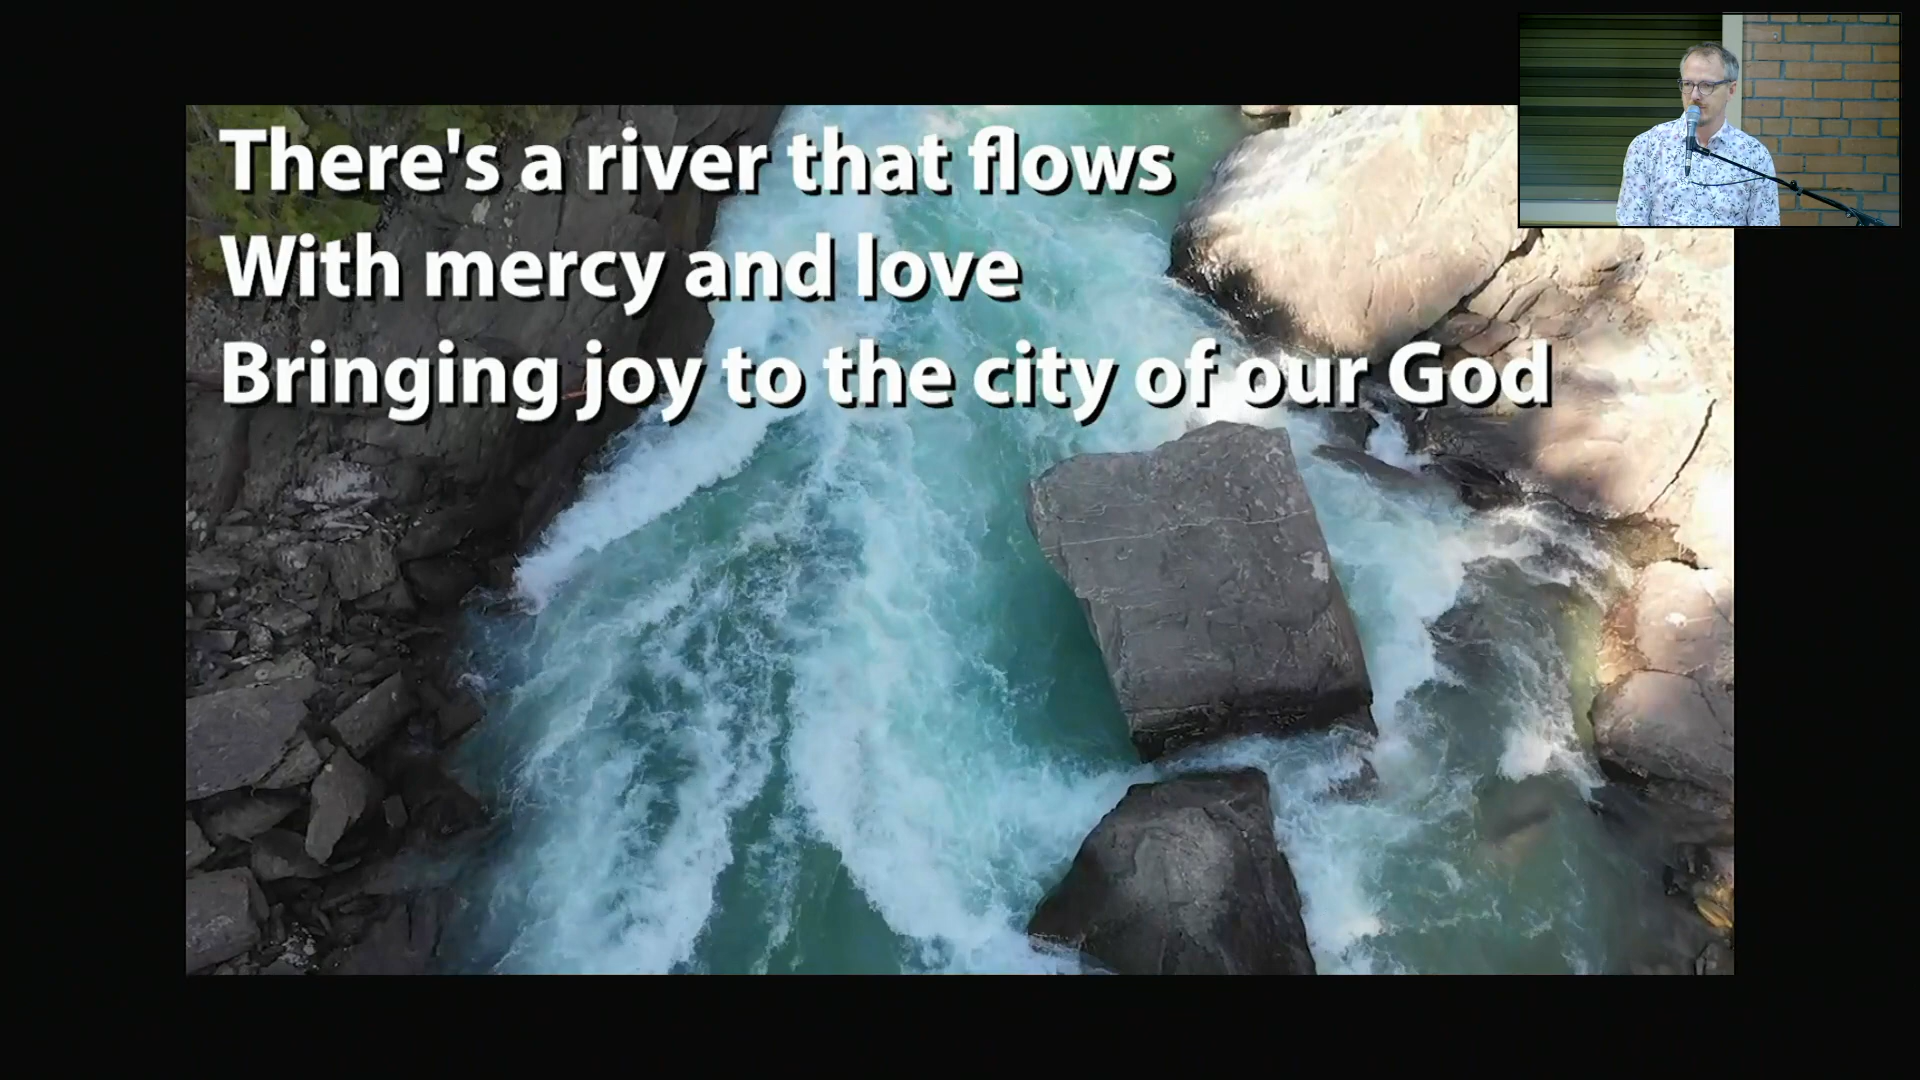 There's a river that flows
With mercy and love
Bringing joy to the city of our God